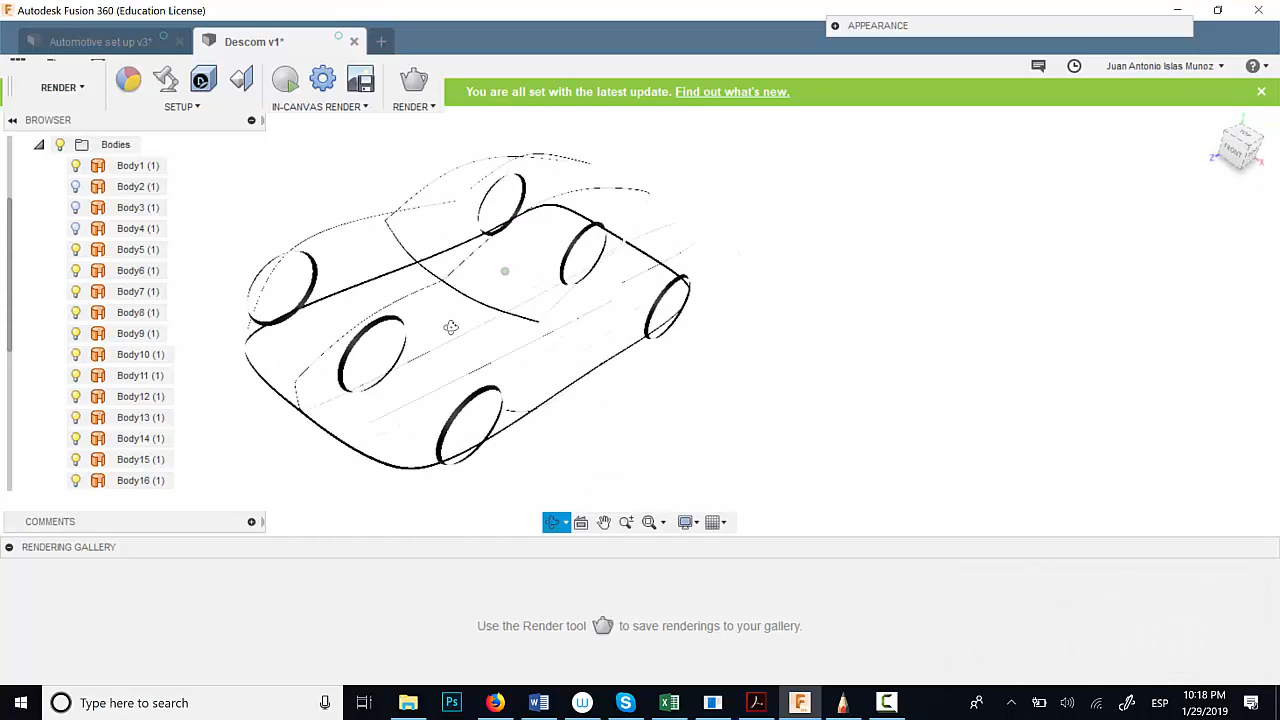 Autodesk Fusion 360 (Education License)
APPEARANCE
Automotive set up v3*
Descom v1*
Juan Antonio Islas Munoz
RENDER
SETUP
IN-CANVAS RENDER
RENDER
You are all set with the latest update. Find out what's new.
BROWSER
Bodies
Body1 (1)
Body2 (1)
Body3 (1)
Body4 (1)
Body5 (1)
Body6 (1)
Body7 (1)
Body8 (1)
Body9 (1)
Body10 (1)
Body11 (1)
Body12 (1)
Body13 (1)
Body14 (1)
Body15 (1)
Body16 (1)
TOP
FRONT
Z
X
COMMENTS
RENDERING GALLERY
Use the Render tool to save renderings to your gallery.
Type here to search
ESP
10:18 PM
1/29/2019